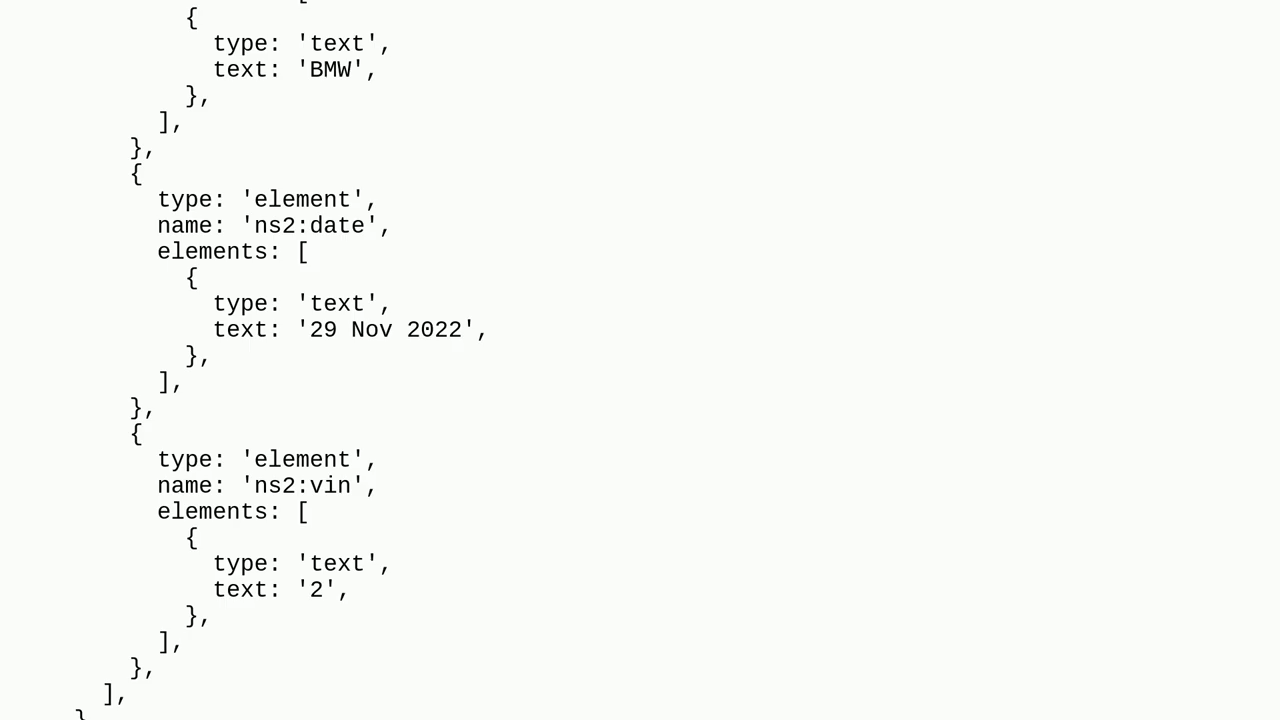 {
type: 'text',
text: 'BMW',
},
],
},
{
type: 'element',
name: 'ns2:date',
elements: [
{
type: 'text',
text: '29 Nov 2022',
},
],
},
{
type: 'element',
name: 'ns2:vin',
elements: [
{
type: 'text',
text: '2',
},
],
},
],
}